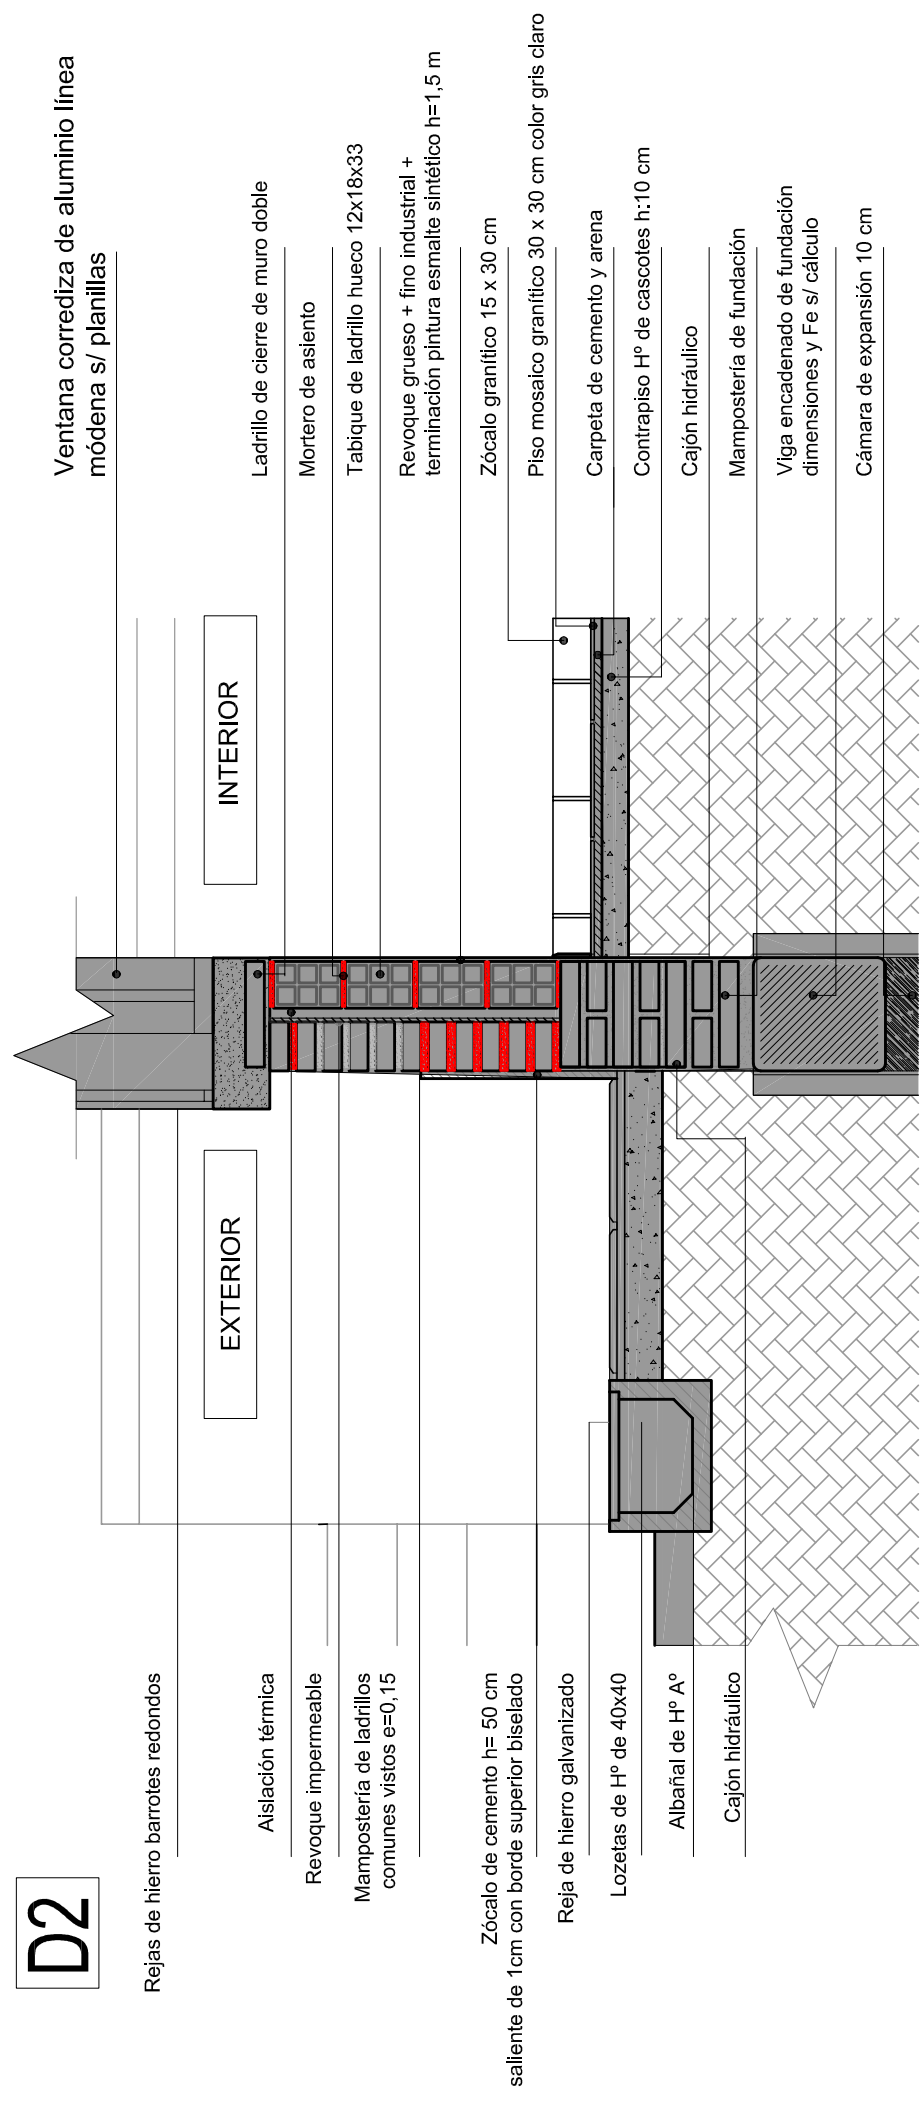 D2
Rejas de hierro barrotes redondos
Aislación térmica
Revoque impermeable
Mampostería de ladrillos
comunes vistos e=0,15
Zócalo de cemento h= 50 cm
saliente de 1cm con borde superior biselado
Reja de hierro galvanizado
Lozetas de Hº de 40x40
Albañal de Hº Aº
Cajón hidráulico
EXTERIOR
INTERIOR
Ventana corrediza de aluminio línea
módena s/ planillas
Ladrillo de cierre de muro doble
Mortero de asiento
Tabique de ladrillo hueco 12x18x33
Revoque grueso + fino industrial +
terminación pintura esmalte sintético h=1,5 m
Zócalo granítico 15 x 30 cm
Piso mosaico granítico 30 x 30 cm color gris claro
Carpeta de cemento y arena
Contrapiso Hº de cascotes h:10 cm
Cajón hidráulico
Mampostería de fundación
Viga encadenado de fundación
dimensiones y Fe s/ cálculo
Cámara de expansión 10 cm